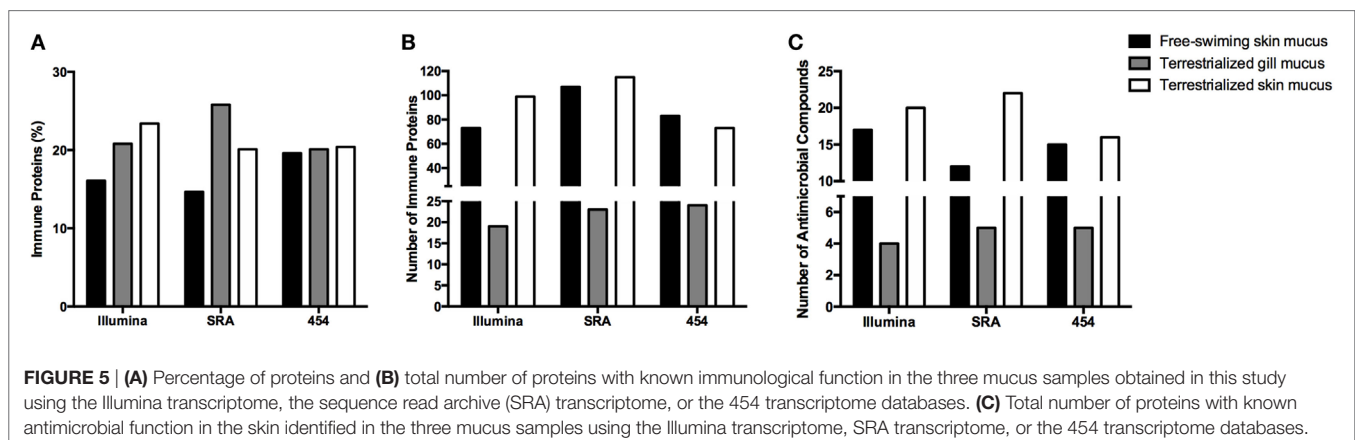 A
Immune Proteins (%)
30
20
10
0
Illumina
SRA
454
B
Number of Immune Proteins
120
100
80
60
40
25
20
15
10
5
0
Illumina
SRA
454
C
Number of Antimicrobial Compounds
25
20
15
10
6
4
2
0
Illumina
SRA
454
Free-swiming skin mucus
Terrestrialized gill mucus
Terrestrialized skin mucus
FIGURE 5 | (A) Percentage of proteins and (B) total number of proteins with known immunological function in the three mucus samples obtained in this study
using the Illumina transcriptome, the sequence read archive (SRA) transcriptome, or the 454 transcriptome databases. (C) Total number of proteins with known
antimicrobial function in the skin identified in the three mucus samples using the Illumina transcriptome, SRA transcriptome, or the 454 transcriptome databases.